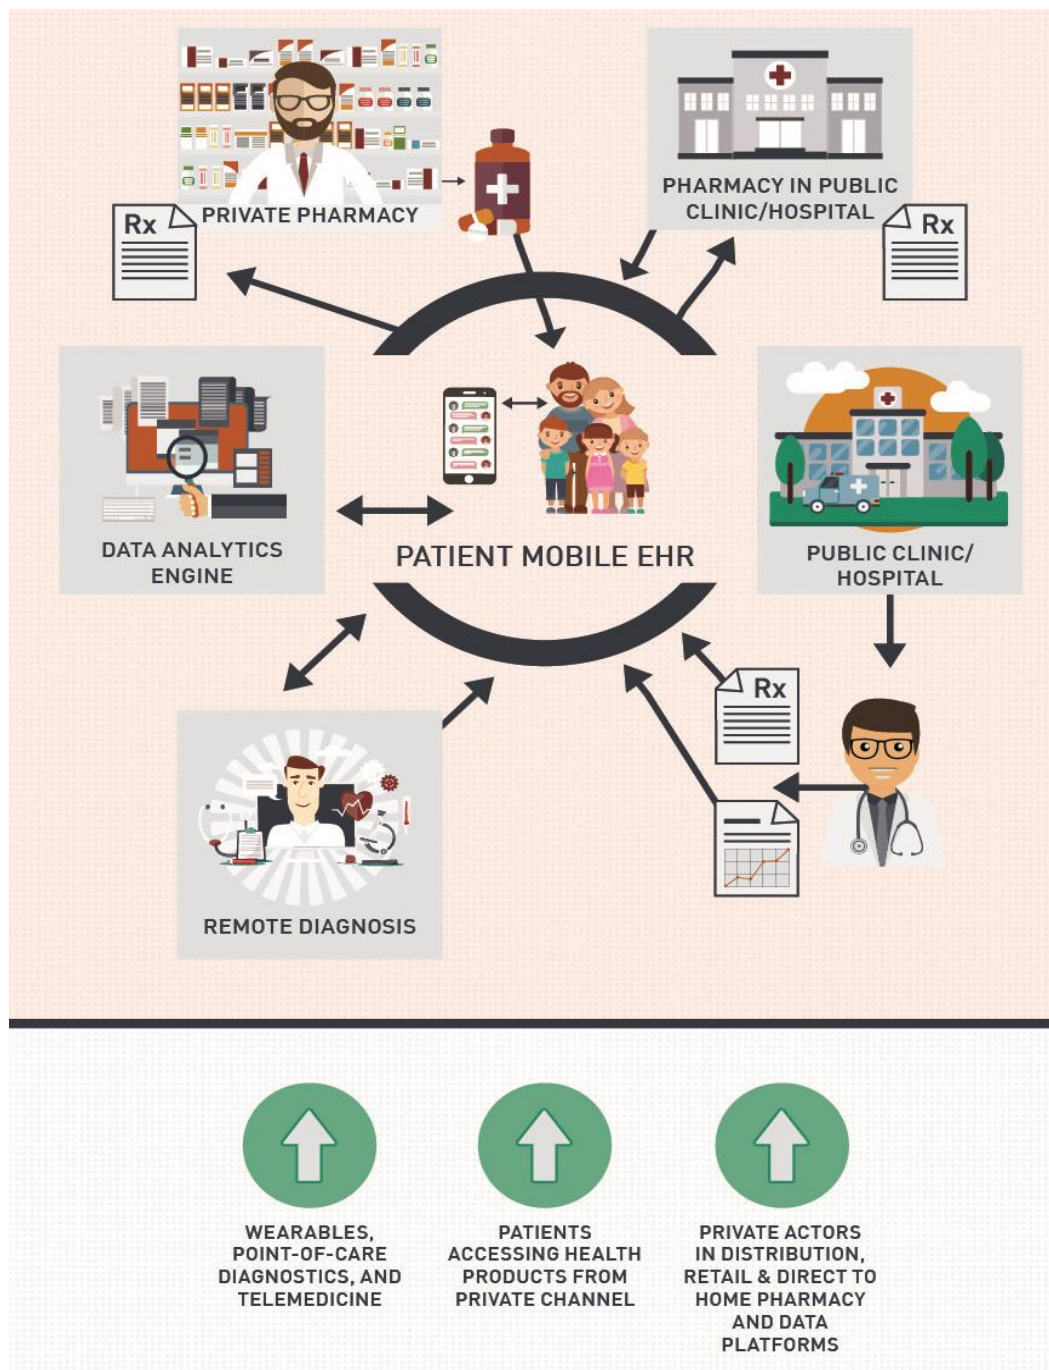 PRIVATE PHARMACY
Rx
PHARMACY IN PUBLIC
CLINIC/HOSPITAL
Rx
DATA ANALYTICS
ENGINE
PATIENT MOBILE EHR
PUBLIC CLINIC/
HOSPITAL
Rx
REMOTE DIAGNOSIS
WEARABLES,
POINT-OF-CARE
DIAGNOSTICS, AND
TELEMEDICINE
PATIENTS
ACCESSING HEALTH
PRODUCTS FROM
PRIVATE CHANNEL
PRIVATE ACTORS
IN DISTRIBUTION,
RETAIL & DIRECT TO
HOME PHARMACY
AND DATA
PLATFORMS